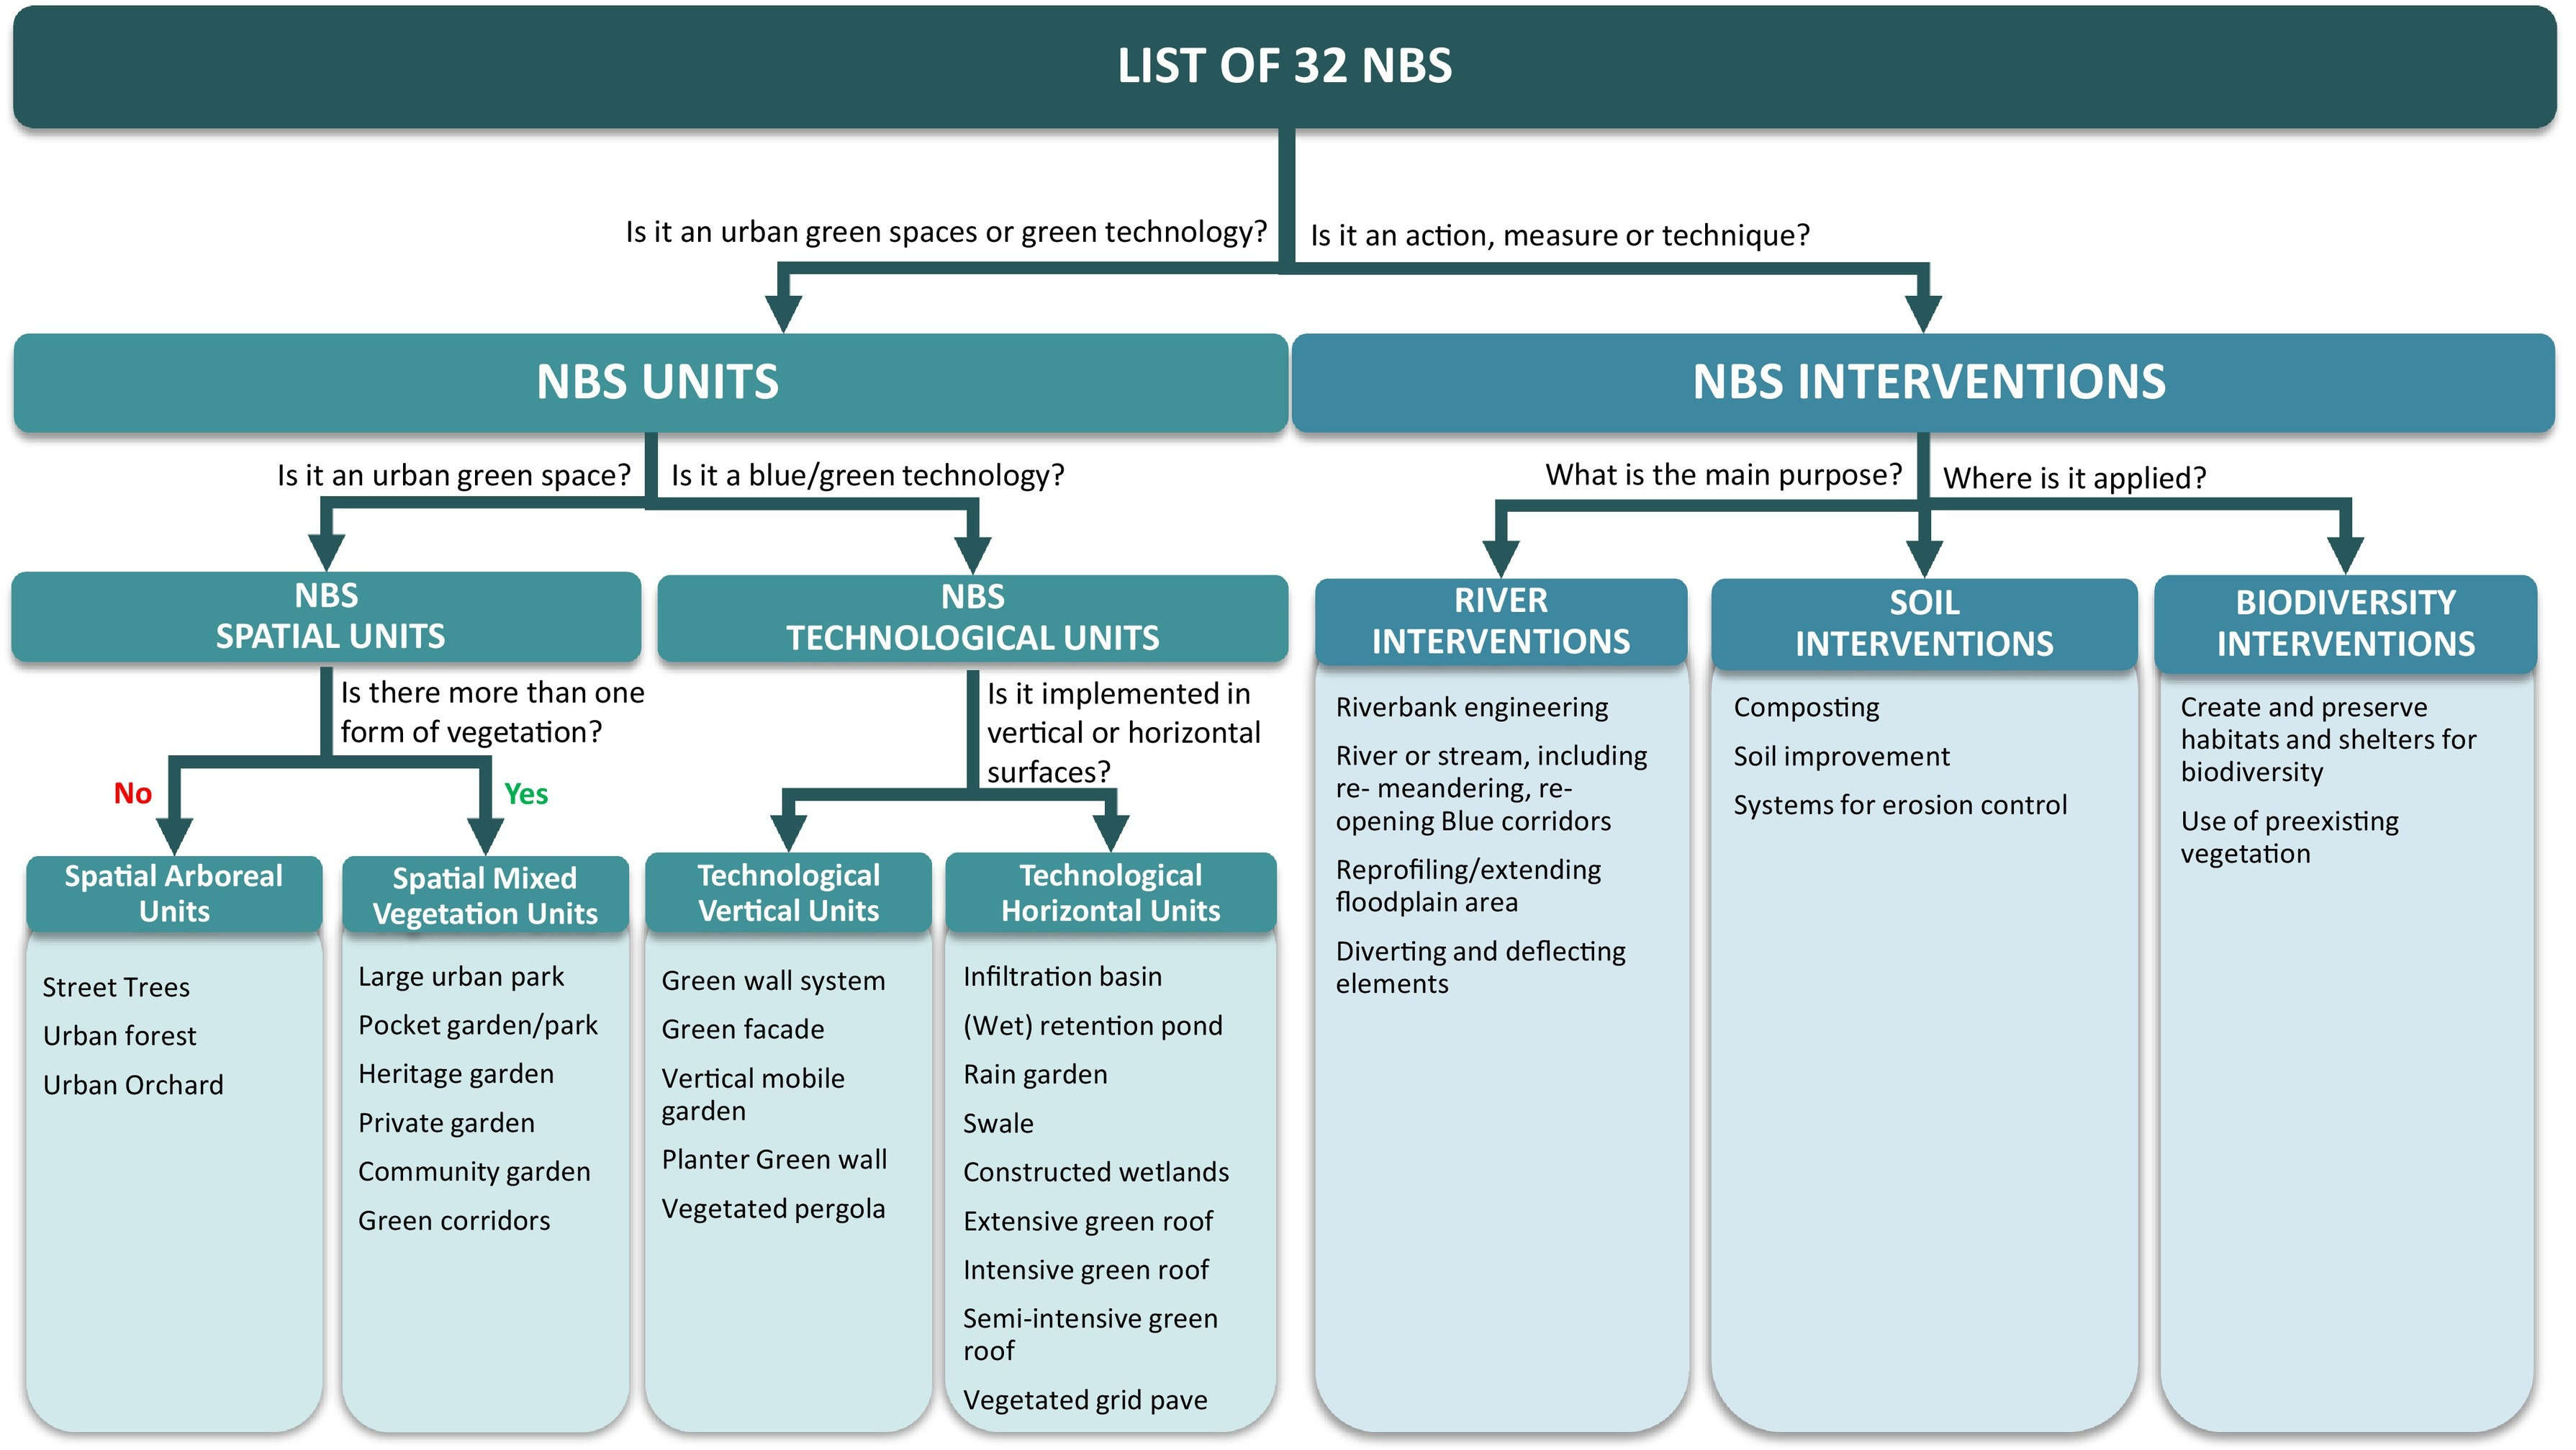 LIST OF 32 NBS
Is it an urban green spaces or green technology?
Is it an action, measure or technique?
NBS UNITS
NBS INTERVENTIONS
Is it an urban green space?
Is it a blue/green technology?
What is the main purpose?
Where is it applied?
NBS
SPATIAL UNITS
NBS
TECHNOLOGICAL UNITS
RIVER
INTERVENTIONS
SOIL
INTERVENTIONS
BIODIVERSITY
INTERVENTIONS
Is there more than one
form of vegetation?
No
Yes
Is it implemented in
vertical or horizontal
surfaces?
Spatial Arboreal
Units
Street Trees
Urban forest
Urban Orchard
Spatial Mixed
Vegetation Units
Large urban park
Pocket garden/park
Heritage garden
Private garden
Community garden
Green corridors
Technological
Vertical Units
Green wall system
Green facade
Vertical mobile
garden
Planter Green wall
Vegetated pergola
Technological
Horizontal Units
Infiltration basin
(Wet) retention pond
Rain garden
Swale
Constructed wetlands
Extensive green roof
Intensive green roof
Semi-intensive green
roof
Vegetated grid pave
Riverbank engineering
River or stream, including
re- meandering, re-
opening Blue corridors
Reprofiling/extending
floodplain area
Diverting and deflecting
elements
Composting
Soil improvement
Systems for erosion control
Create and preserve
habitats and shelters for
biodiversity
Use of preexisting
vegetation